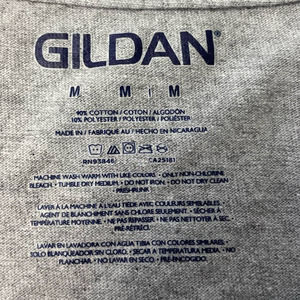 GILDAN®
M M M
90% COTTON / COTON / ALGODÓN
10% POLYESTER / POLYESTER / POLIÉSTER
MADE IN / FABRIQUÉ AU / HECHO EN NICARAGUA
RN93846 CA25181
MACHINE WASH WARM WITH LIKE COLORS - ONLY NON-CHLORINE
BLEACH - TUMBLE DRY MEDIUM - DO NOT IRON - DO NOT DRY CLEAN
PRESHRUNK
LAVER À LA MACHINE À L'EAU TIÈDE AVEC COULEURS SEMBLABLES.
AGENT DE BLANCHIMENT SANS CHLORE SEULEMENT - SÉCHER À
TEMPÉRATURE MOYENNE - NE PAS REPASSER - NE PAS NETTOYER À SEC.
PRÉ-RÉTRÉCI
LAVAR EN LAVADORA CON AGUA TIBIA CON COLORES SIMILARES.
SOLO BLANQUEADOR SIN CLORO - SECAR A TEMPERATURA MEDIA - NO
PLANCHAR - NO LAVAR EN SECO - PRE-ENCOGIDO.